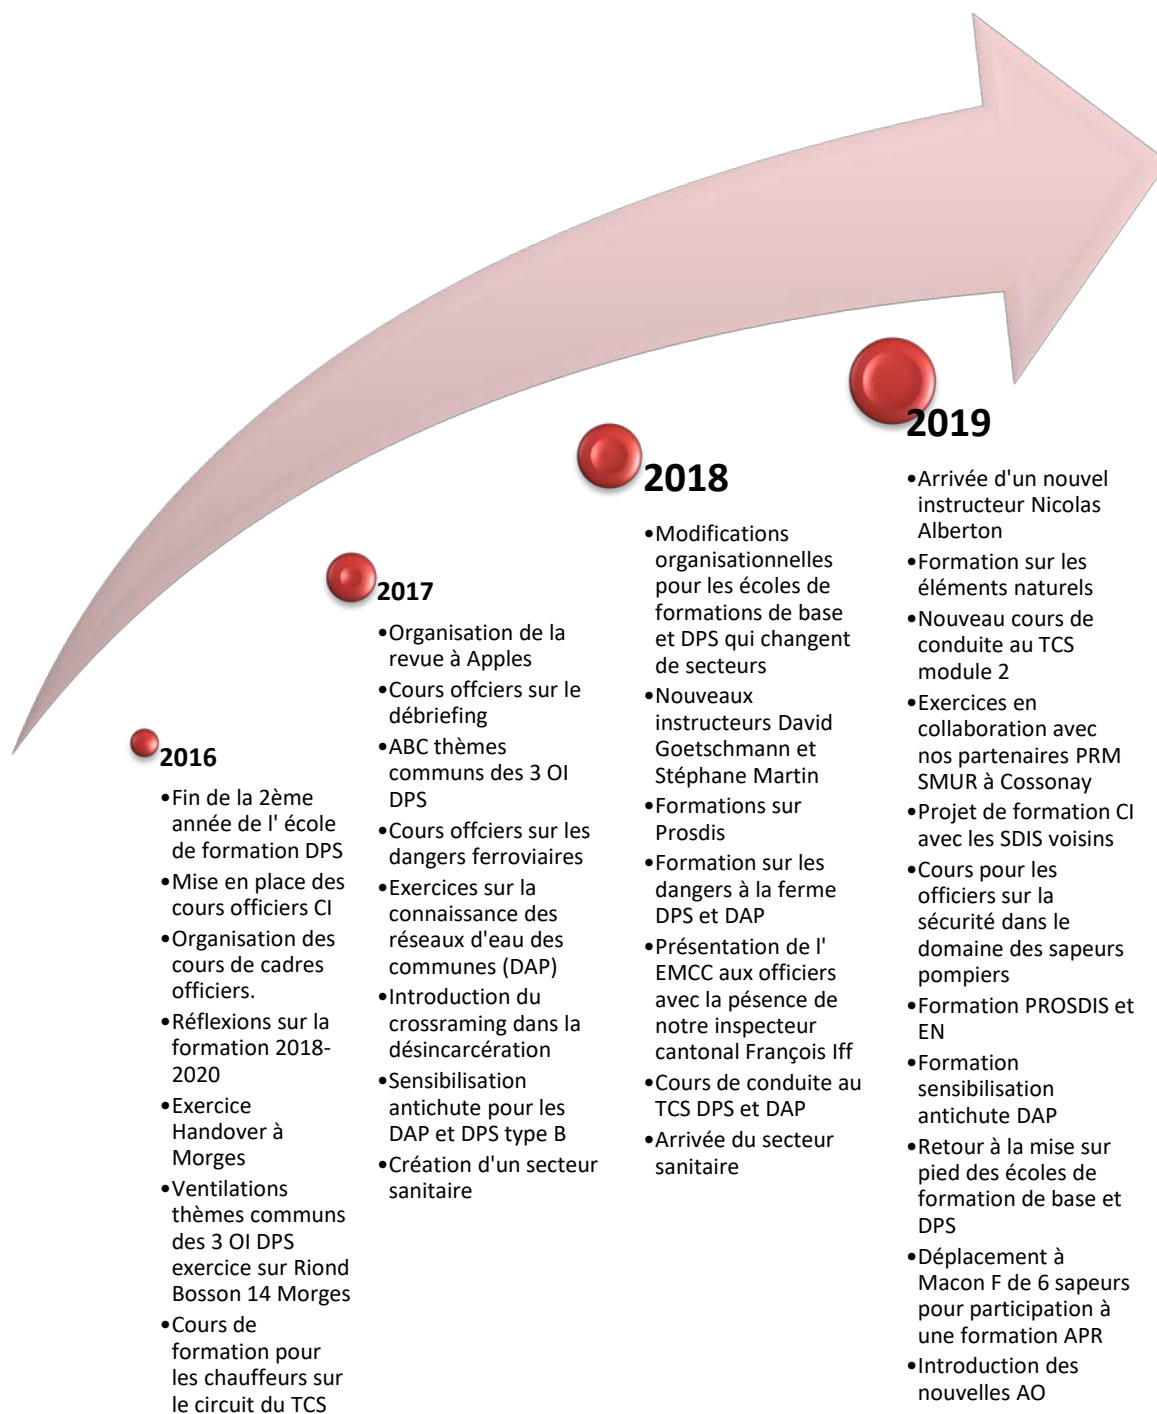 2016
•Fin de la 2ème
année de l' école
de formation DPS
•Mise en place des
cours officiers CI
•Organisation des
cours de cadres
officiers.
•Réflexions sur la
formation 2018-
2020
•Exercice
Handover à
Morges
•Ventilations
thèmes communs
des 3 OI DPS
exercice sur Riond
Bosson 14 Morges
•Cours de
formation pour
les chauffeurs sur
le circuit du TCS
2017
•Organisation de la
revue à Apples
•Cours offciers sur le
débriefing
•ABC thèmes
communs des 3 OI
DPS
•Cours offciers sur les
dangers ferroviaires
•Exercices sur la
connaissance des
réseaux d'eau des
communes (DAP)
•Introduction du
crossraming dans la
désincarcération
•Sensibilisation
antichute pour les
DAP et DPS type B
•Création d'un secteur
sanitaire
2018
•Modifications
organisationnelles
pour les écoles de
formations de base
et DPS qui changent
de secteurs
•Nouveaux
instructeurs David
Goetschmann et
Stéphane Martin
•Formations sur
Prosdis
•Formation sur les
dangers à la ferme
DPS et DAP
•Présentation de l'
EMCC aux officiers
avec la pésence de
notre inspecteur
cantonal François Iff
•Cours de conduite au
TCS DPS et DAP
•Arrivée du secteur
sanitaire
2019
•Arrivée d'un nouvel
instructeur Nicolas
Alberton
•Formation sur les
éléments naturels
•Nouveau cours de
conduite au TCS
module 2
•Exercices en
collaboration avec
nos partenaires PRM
SMUR à Cossonay
•Projet de formation CI
avec les SDIS voisins
•Cours pour les
officiers sur la
sécurité dans le
domaine des sapeurs
pompiers
•Formation PROSDIS et
EN
•Formation
sensibilisation
antichute DAP
•Retour à la mise sur
pied des écoles de
formation de base et
DPS
•Déplacement à
Macon F de 6 sapeurs
pour participation à
une formation APR
•Introduction des
nouvelles AO